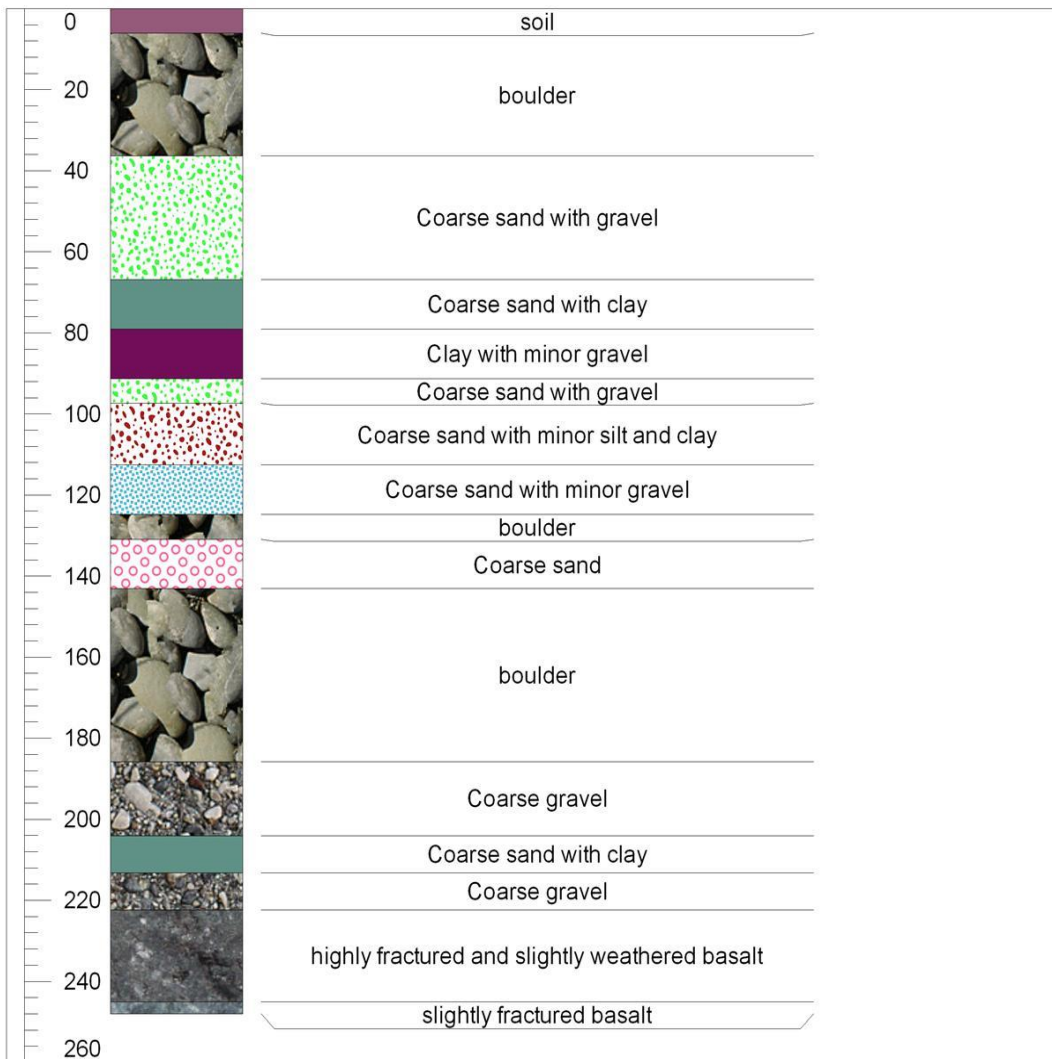 0
soil
20
boulder
40
Coarse sand with gravel
60
Coarse sand with clay
80
Clay with minor gravel
Coarse sand with gravel
100
Coarse sand with minor silt and clay
120
Coarse sand with minor gravel
boulder
140
Coarse sand
160
boulder
180
Coarse gravel
200
Coarse sand with clay
220
Coarse gravel
highly fractured and slightly weathered basalt
240
slightly fractured basalt
260